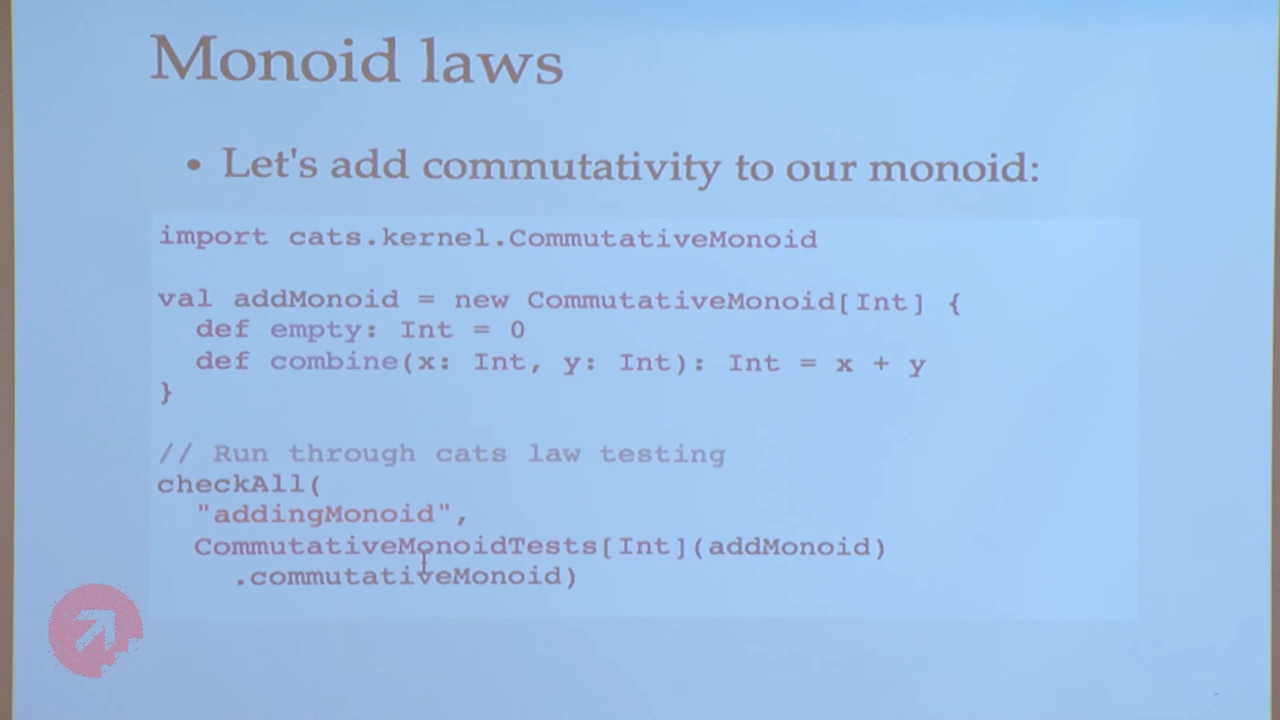 Monoid laws
• Let's add commutativity to our monoid:
import cats.kernel.CommutativeMonoid
val addMonoid = new CommutativeMonoid[Int] {
  def empty: Int = 0
  def combine(x: Int, y: Int): Int = x + y
}
// Run through cats law testing
checkAll(
  "addingMonoid",
  CommutativeMonoidTests[Int](addMonoid)
    .commutativeMonoid)